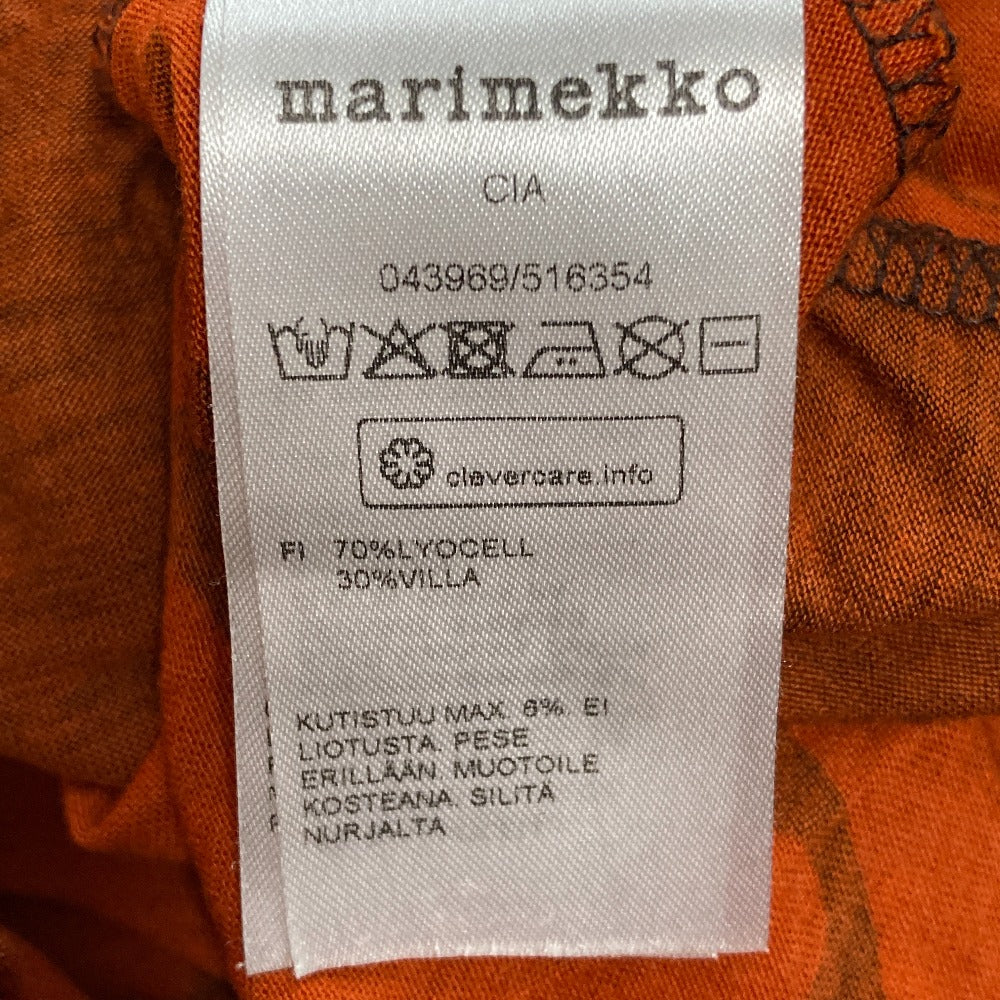 marimekko
CIA
043969/516354
clevercare.info
FI 70%LYOCELL
30%VILLA
KUTISTUU MAX. 6%. EI
LIOTUSTA. PESE
ERILLÄÄN. MUOTOILE
KOSTEANA. SILITÄ
NURJALTA